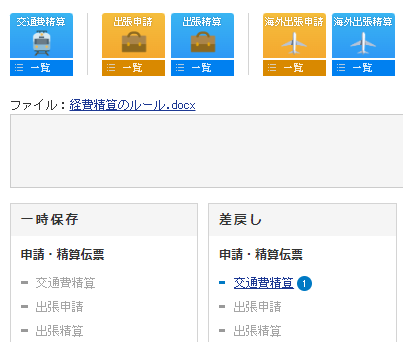 交通費精算 出張申請 出張精算 海外出張申請 海外出張精算
一覧 一覧 一覧 一覧 一覧
ファイル：経費精算のルール.docx
一時保存
申請・精算伝票
交通費精算
出張申請
出張精算
差戻し
申請・精算伝票
交通費精算 1
出張申請
出張精算